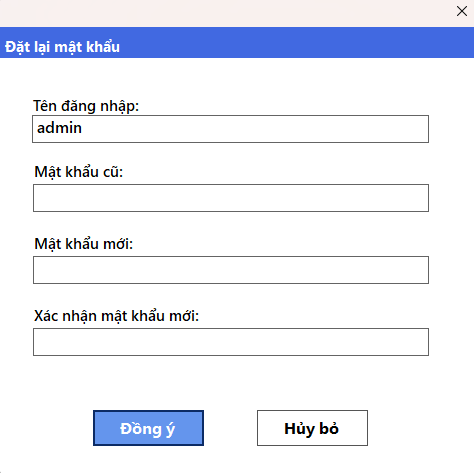 Đặt lại mật khẩu
Tên đăng nhập:
admin
Mật khẩu cũ:
Mật khẩu mới:
Xác nhận mật khẩu mới:
Đồng ý
Hủy bỏ